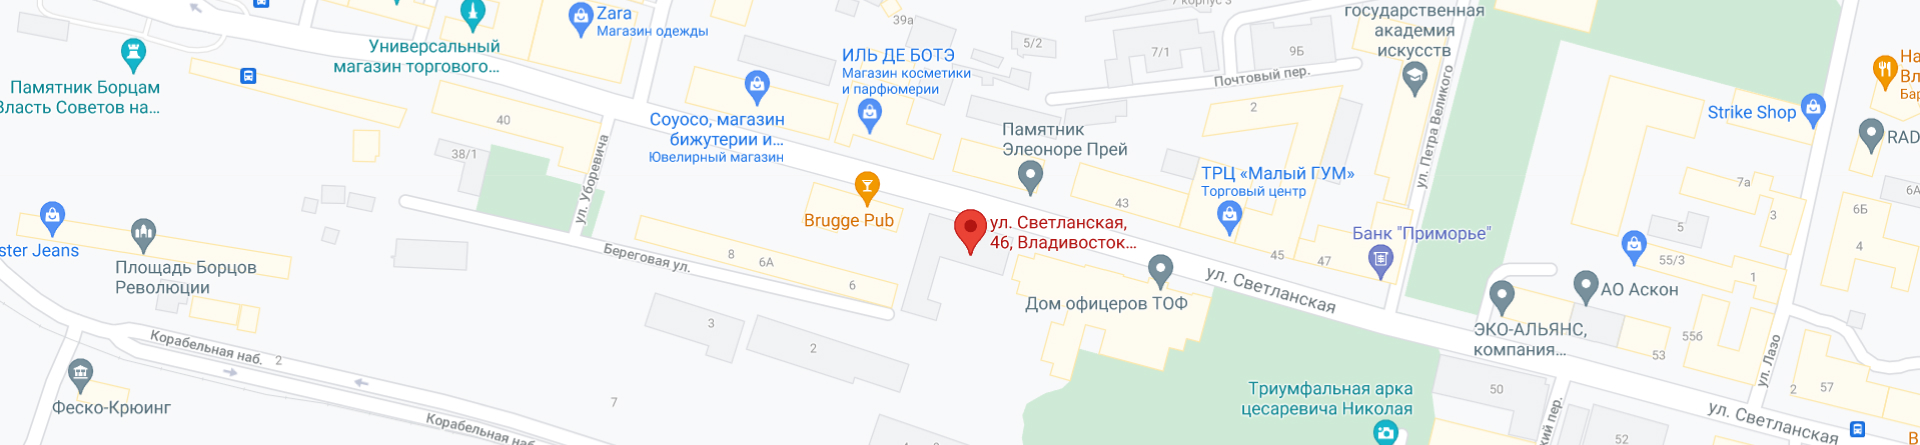 Zara
Магазин одежды
39а
7 корпус 3
государственная
академия
искусств
Универсальный
магазин торгового...
5/2
7/1
9Б
ИЛЬ ДЕ БОТЭ
Магазин косметики
и парфюмерии
Почтовый пер.
Памятник Борцам
Власть Советов на...
На
Вл
Бар
Strike Shop
RAD
2
40
Coyoco, магазин
бижутерии и...
Ювелирный магазин
Памятник
Элеоноре Прей
ул. Петра Великого
38/1
ул. Уборевича
ТРЦ «Малый ГУМ»
Торговый центр
7а
6А
43
Brugge Pub
ул. Светланская,
46, Владивосток...
3
5
6Б
4
ster Jeans
Площадь Борцов
Революции
Береговая ул.
8
6А
6
Банк "Приморье"
45
47
55/3
1
ул. Светланская
Дом офицеров ТОФ
АО Аскон
ЭКО-АЛЬЯНС,
компания...
53
55б
ул. Лазо
3
2
Корабельная наб.
2
Феско-Крюинг
7
Корабельная наб.
Триумфальная арка
цесаревича Николая
50
2
57
ул. Светланская
52
кий пер.
В